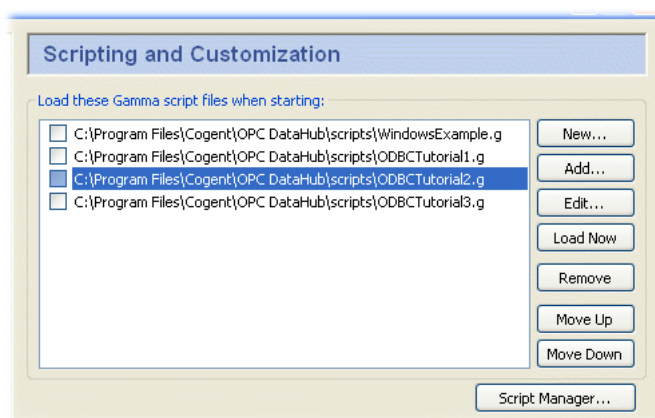 Scripting and Customization
Load these Gamma script files when starting:
C:\Program Files\Cogent\OPC DataHub\scripts\WindowsExample.g
C:\Program Files\Cogent\OPC DataHub\scripts\ODBCTutorial1.g
C:\Program Files\Cogent\OPC DataHub\scripts\ODBCTutorial2.g
C:\Program Files\Cogent\OPC DataHub\scripts\ODBCTutorial3.g
New...
Add...
Edit...
Load Now
Remove
Move Up
Move Down
Script Manager...